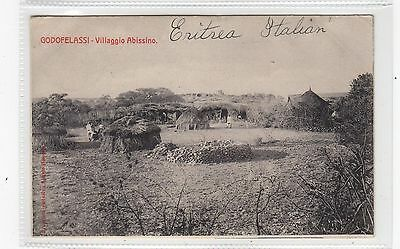 GODOFELASSI - Villaggio Abissino.
Eritrea Italian